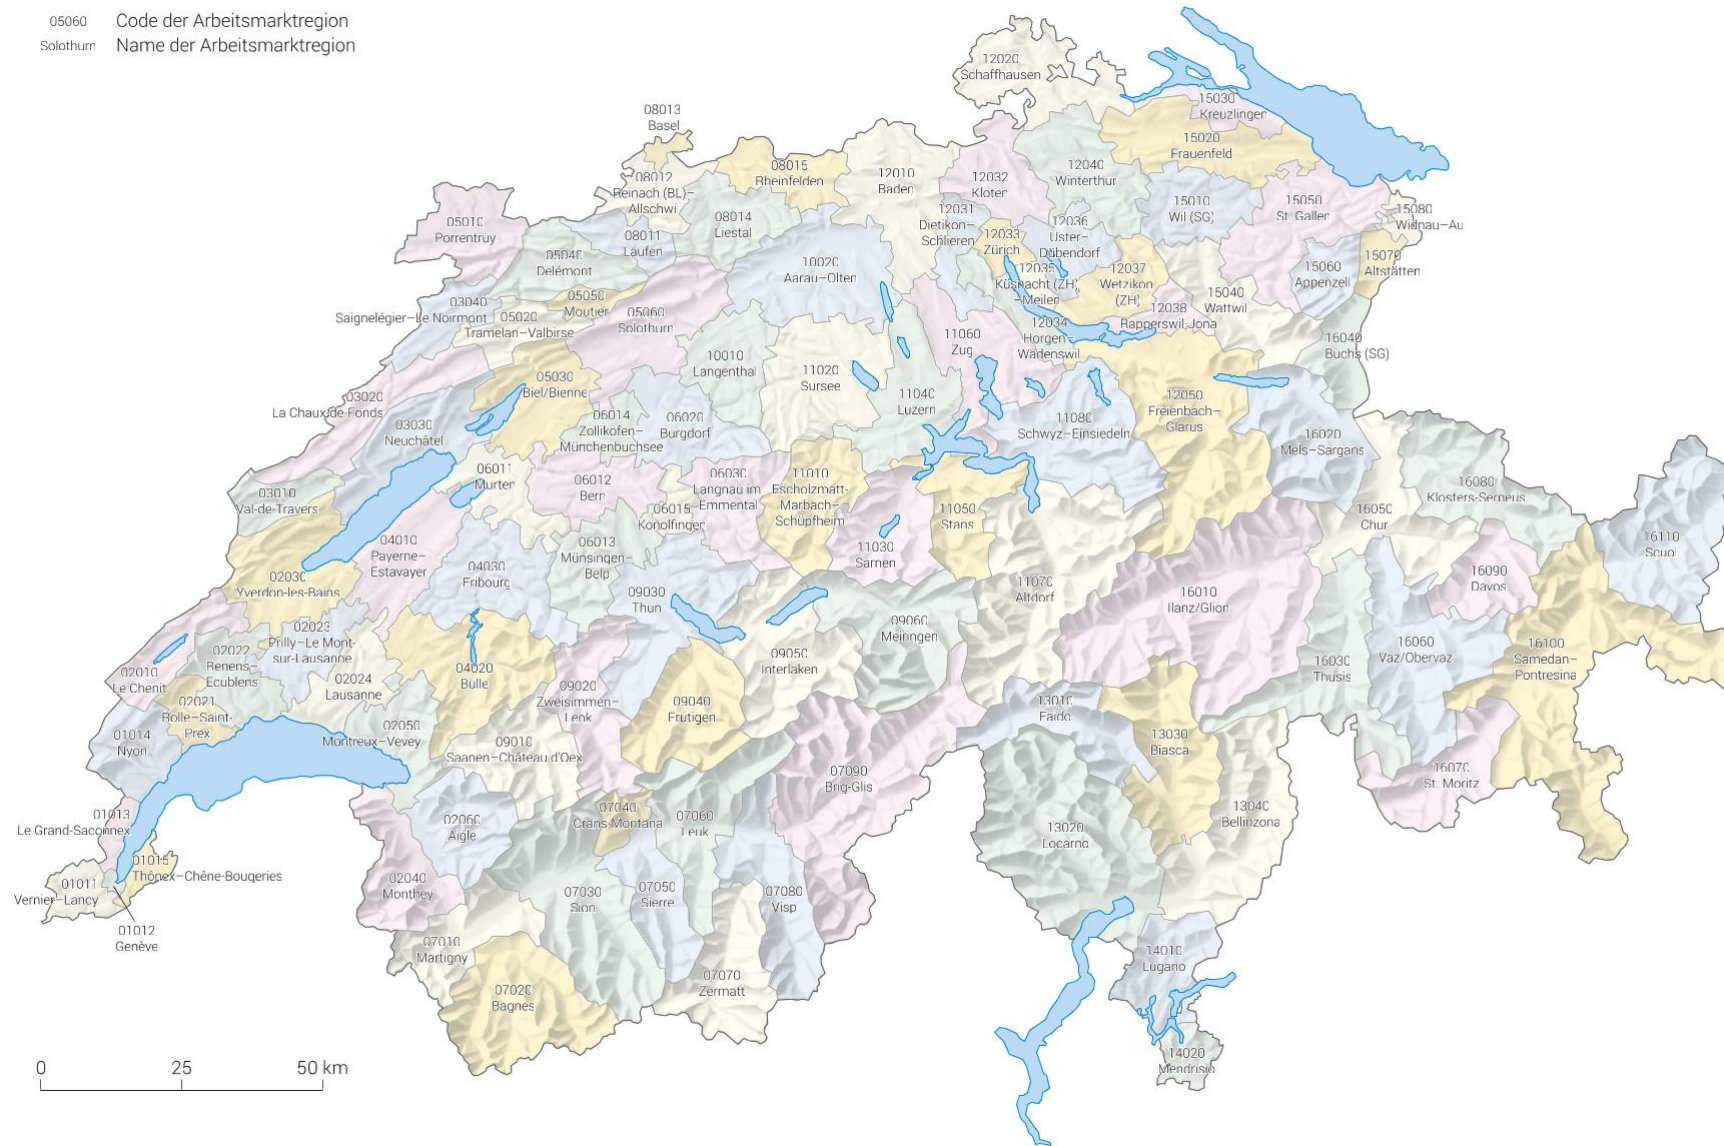 05060 Code der Arbeitsmarktregion
Solothurn Name der Arbeitsmarktregion
12020
Schaffhausen
15030
Kreuzlingen
08013
Basel
15020
Frauenfeld
08015
Rheinfelden
12010
Baden
12032
Kloten
12040
Winterthur
08012
Reinach (BL)–
Allschwi
15010
Wil (SG)
15050
St. Gallen
05010
Porrentruy
08014
Liestal
12031
Dietikon–
Schlieren
12036
Uster–
Dübendorf
15080
Widnau–Au
08011
Laufen
12033
Zürich
05040
Delémont
10020
Aarau–Olten
12035
Küsnacht (ZH)
–Meilen
12037
Wetzikon
(ZH)
15060
Appenzell
15070
Altstätten
03040
Saignelégier–Le Noirmont
05050
Moutier
05020
Tramelan–Valbirse
05060
Solothurn
15040
Wattwil
12038
Rapperswil, Jona
12034
Horgen–
Wädenswil
11060
Zug
16040
Buchs (SG)
10010
Langenthal
11020
Sursee
05030
Biel/Bienne
03020
La Chaux-de-Fonds
11040
Luzern
12050
Freienbach–
Glarus
03030
Neuchâtel
06014
Zollikofen–
Münchenbuchsee
06020
Burgdorf
11080
Schwyz–Einsiedeln
16020
Mels–Sargans
06011
Murten
06012
Bern
06030
Langnau im
Emmental
11010
Escholzmatt-
Marbach–
Schüpfheim
16080
Klosters-Serneus
03010
Val-de-Travers
06015
Konolfingen
11050
Stans
16050
Chur
04010
Payerne–
Estavayer
06013
Münsingen–
Belp
11030
Sarnen
16110
Scuol
02030
Yverdon-les-Bains
04030
Fribourg
09030
Thun
11070
Altdorf
16010
Ilanz/Glion
16090
Davos
02023
Prilly–Le Mont-
sur-Lausanne
09060
Meiringen
02022
Renens–
Ecublens
09050
Interlaken
16060
Vaz/Obervaz
16100
Samedan–
Pontresina
02010
Le Chenit
02024
Lausanne
04020
Bulle
09020
Zweisimmen–
Lenk
16030
Thusis
02021
Rolle–Saint-
Prex
09040
Frutigen
13010
Faido
01014
Nyon
02050
Montreux–Vevey
09010
Saanen–Château d'Oex
13030
Biasca
07090
Brig-Glis
16070
St. Moritz
01013
Le Grand-Saconnex
02060
Aigle
07040
Crans-Montana
07060
Leuk
13040
Bellinzona
13020
Locarno
01015
Thônex–Chêne-Bougeries
01011
Vernier–Lancy
02040
Monthey
07030
Sion
07050
Sierre
07080
Visp
01012
Genève
07010
Martigny
14010
Lugano
07070
Zermatt
07020
Bagnes
14020
Mendrisio
0 25 50 km